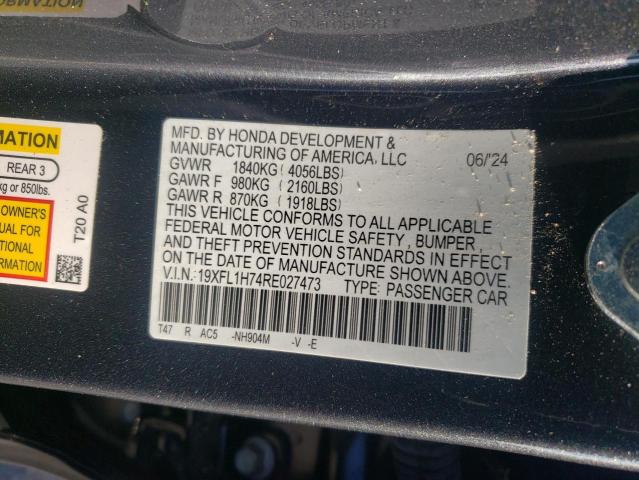 MFD. BY HONDA DEVELOPMENT &
MANUFACTURING OF AMERICA, LLC 06/'24
GVWR 1840KG (4056LBS)
GAWR F 980KG (2160LBS)
GAWR R 870KG (1918LBS)
THIS VEHICLE CONFORMS TO ALL APPLICABLE
FEDERAL MOTOR VEHICLE SAFETY, BUMPER,
AND THEFT PREVENTION STANDARDS IN EFFECT
ON THE DATE OF MANUFACTURE SHOWN ABOVE.
V.I.N.: 19XFL1H74RE027473 TYPE: PASSENGER CAR
T47 R AC5 -NH904M -V -E
RMATION
REAR 3
kg or 850lbs.
OWNER'S
UAL FOR
TIONAL
MATION
T20 A0